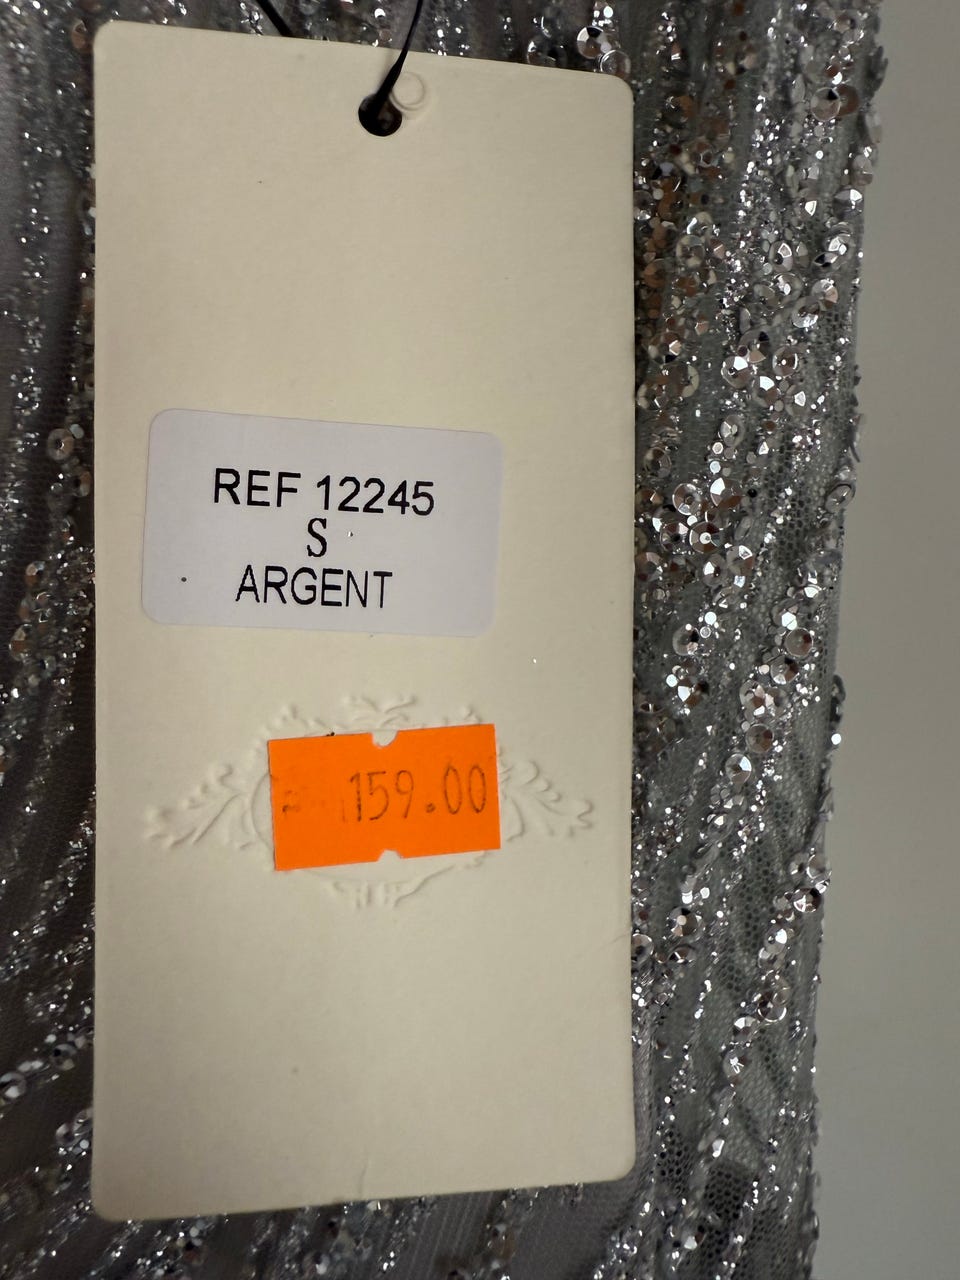 REF 12245
S
ARGENT
159.00